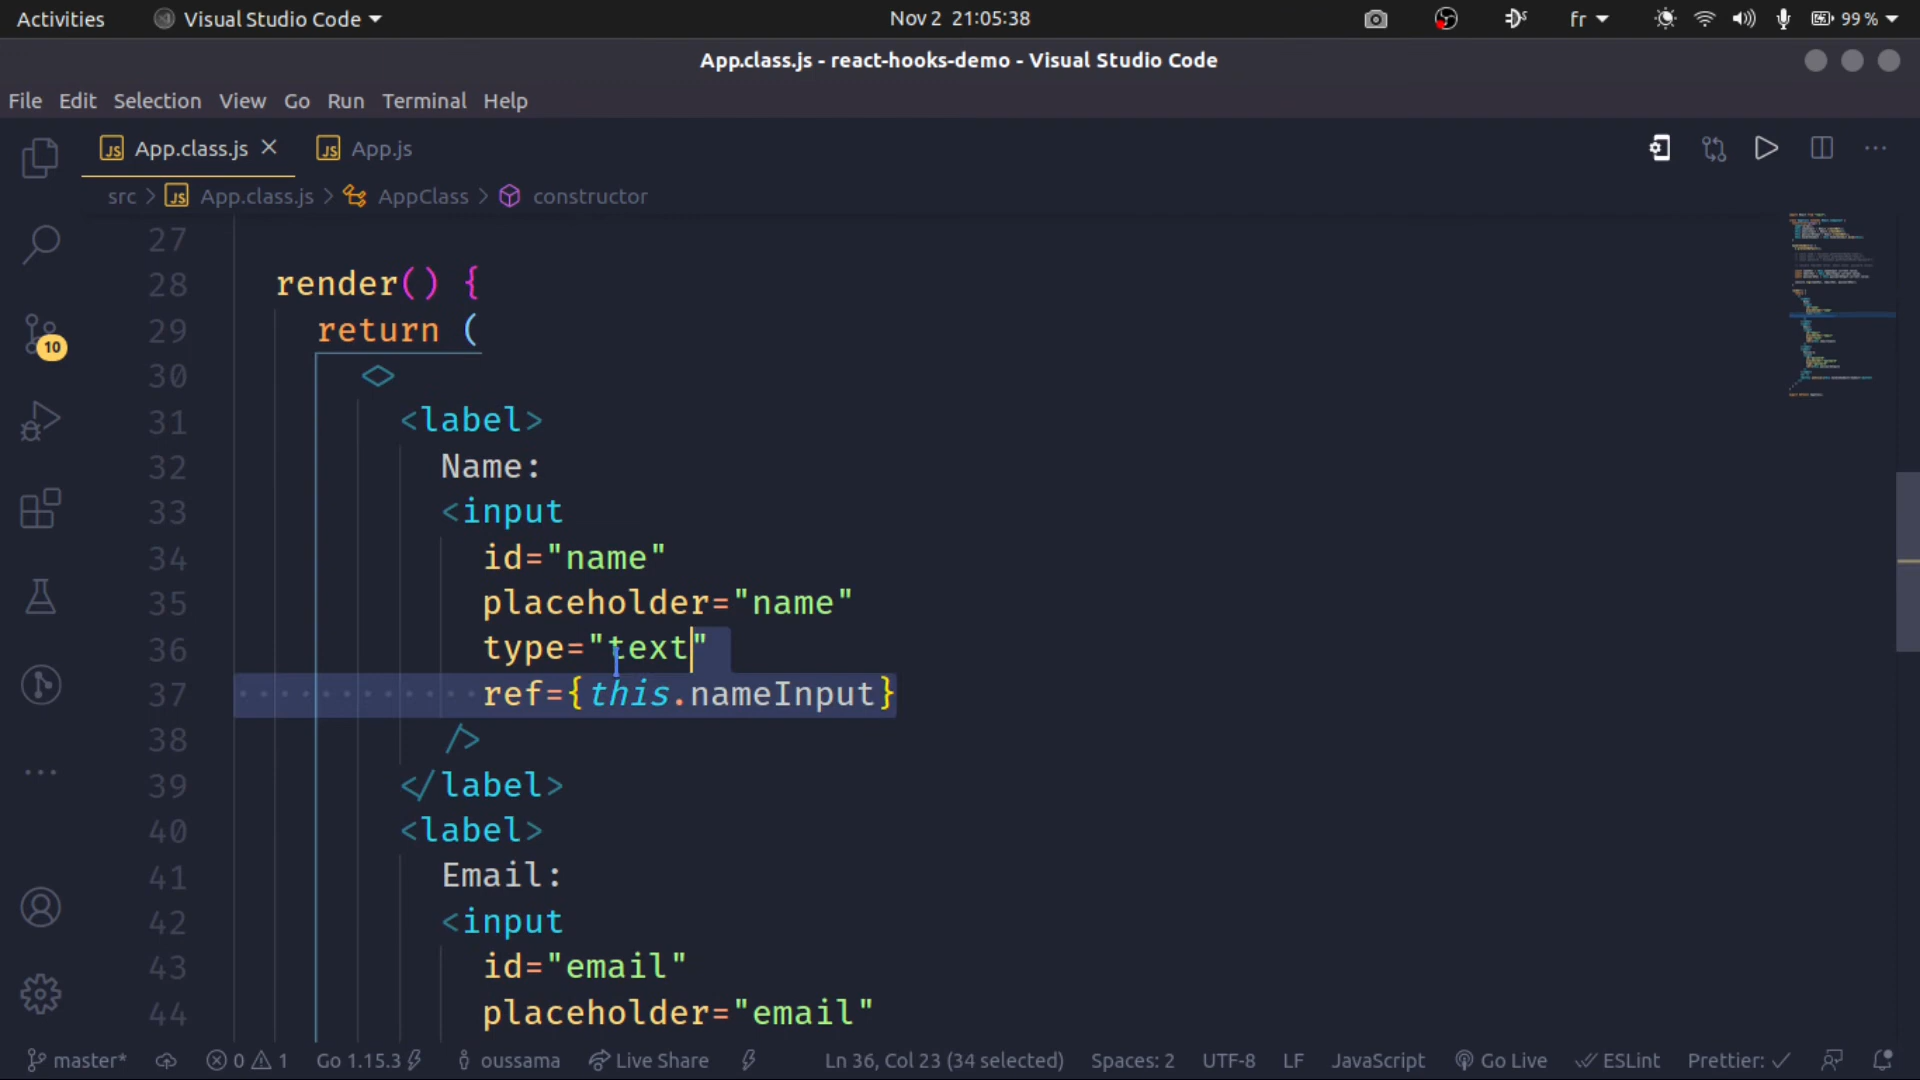 Activities Visual Studio Code Nov 2 21:05:38 fr 99 %
App.class.js - react-hooks-demo - Visual Studio Code
File Edit Selection View Go Run Terminal Help
JS App.class.js JS App.js
src > JS App.class.js > AppClass > constructor
27
28 render() {
29 return (
30 <>
31 <label>
32 Name:
33 <input
34 id="name"
35 placeholder="name"
36 type="text"
37 ref={this.nameInput}
38 />
39 </label>
40 <label>
41 Email:
42 <input
43 id="email"
44 placeholder="email"
10
master* 0 1 Go 1.15.3 oussama Live Share Ln 36, Col 23 (34 selected) Spaces: 2 UTF-8 LF JavaScript Go Live ESLint Prettier: ✓